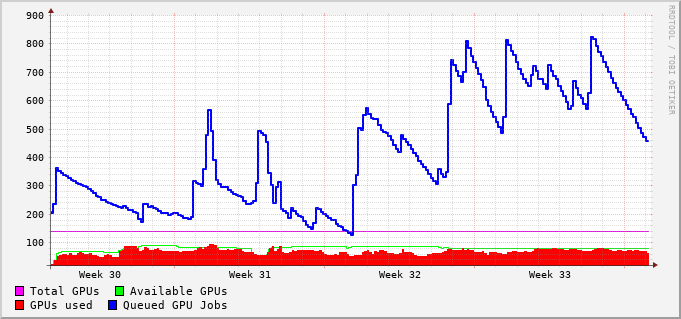 900
800
700
600
500
400
300
200
100
Week 30 Week 31 Week 32 Week 33
Total GPUs Available GPUs
GPUs used Queued GPU Jobs
RRDTOOL / TOBI OETIKER